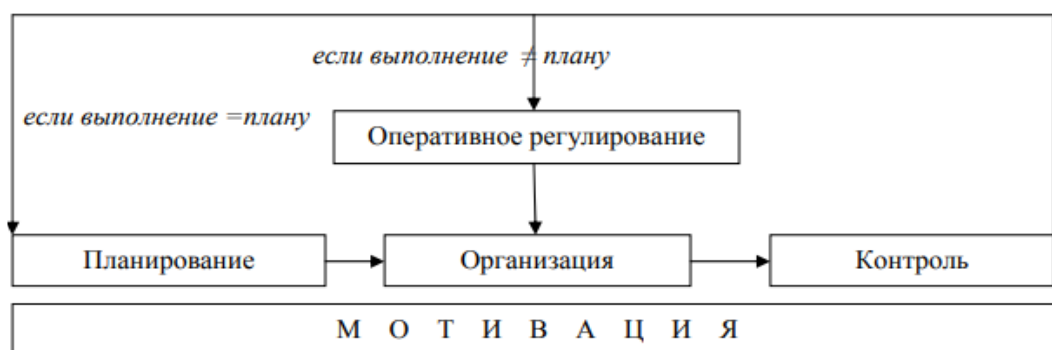 если выполнение ≠ плану
если выполнение =плану
Оперативное регулирование
Планирование
Организация
Контроль
М О Т И В А Ц И Я